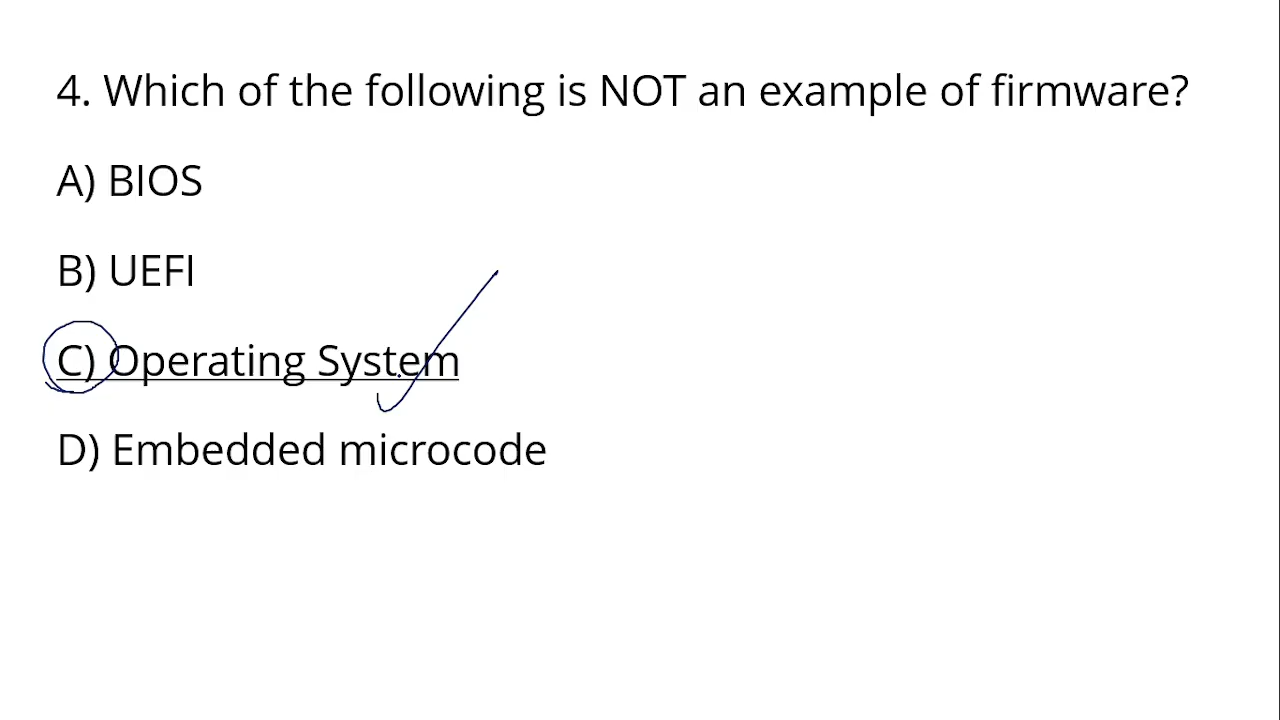 4. Which of the following is NOT an example of firmware?
A) BIOS
B) UEFI
C) Operating System
D) Embedded microcode